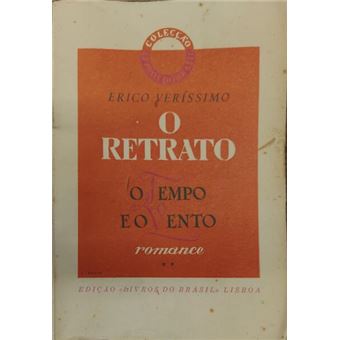 COLECÇÃO
ERICO VERÍSSIMO
O
RETRATO
O TEMPO
E O VENTO
romance
**
EDIÇÃO «LIVROS DO BRASIL» LISBOA